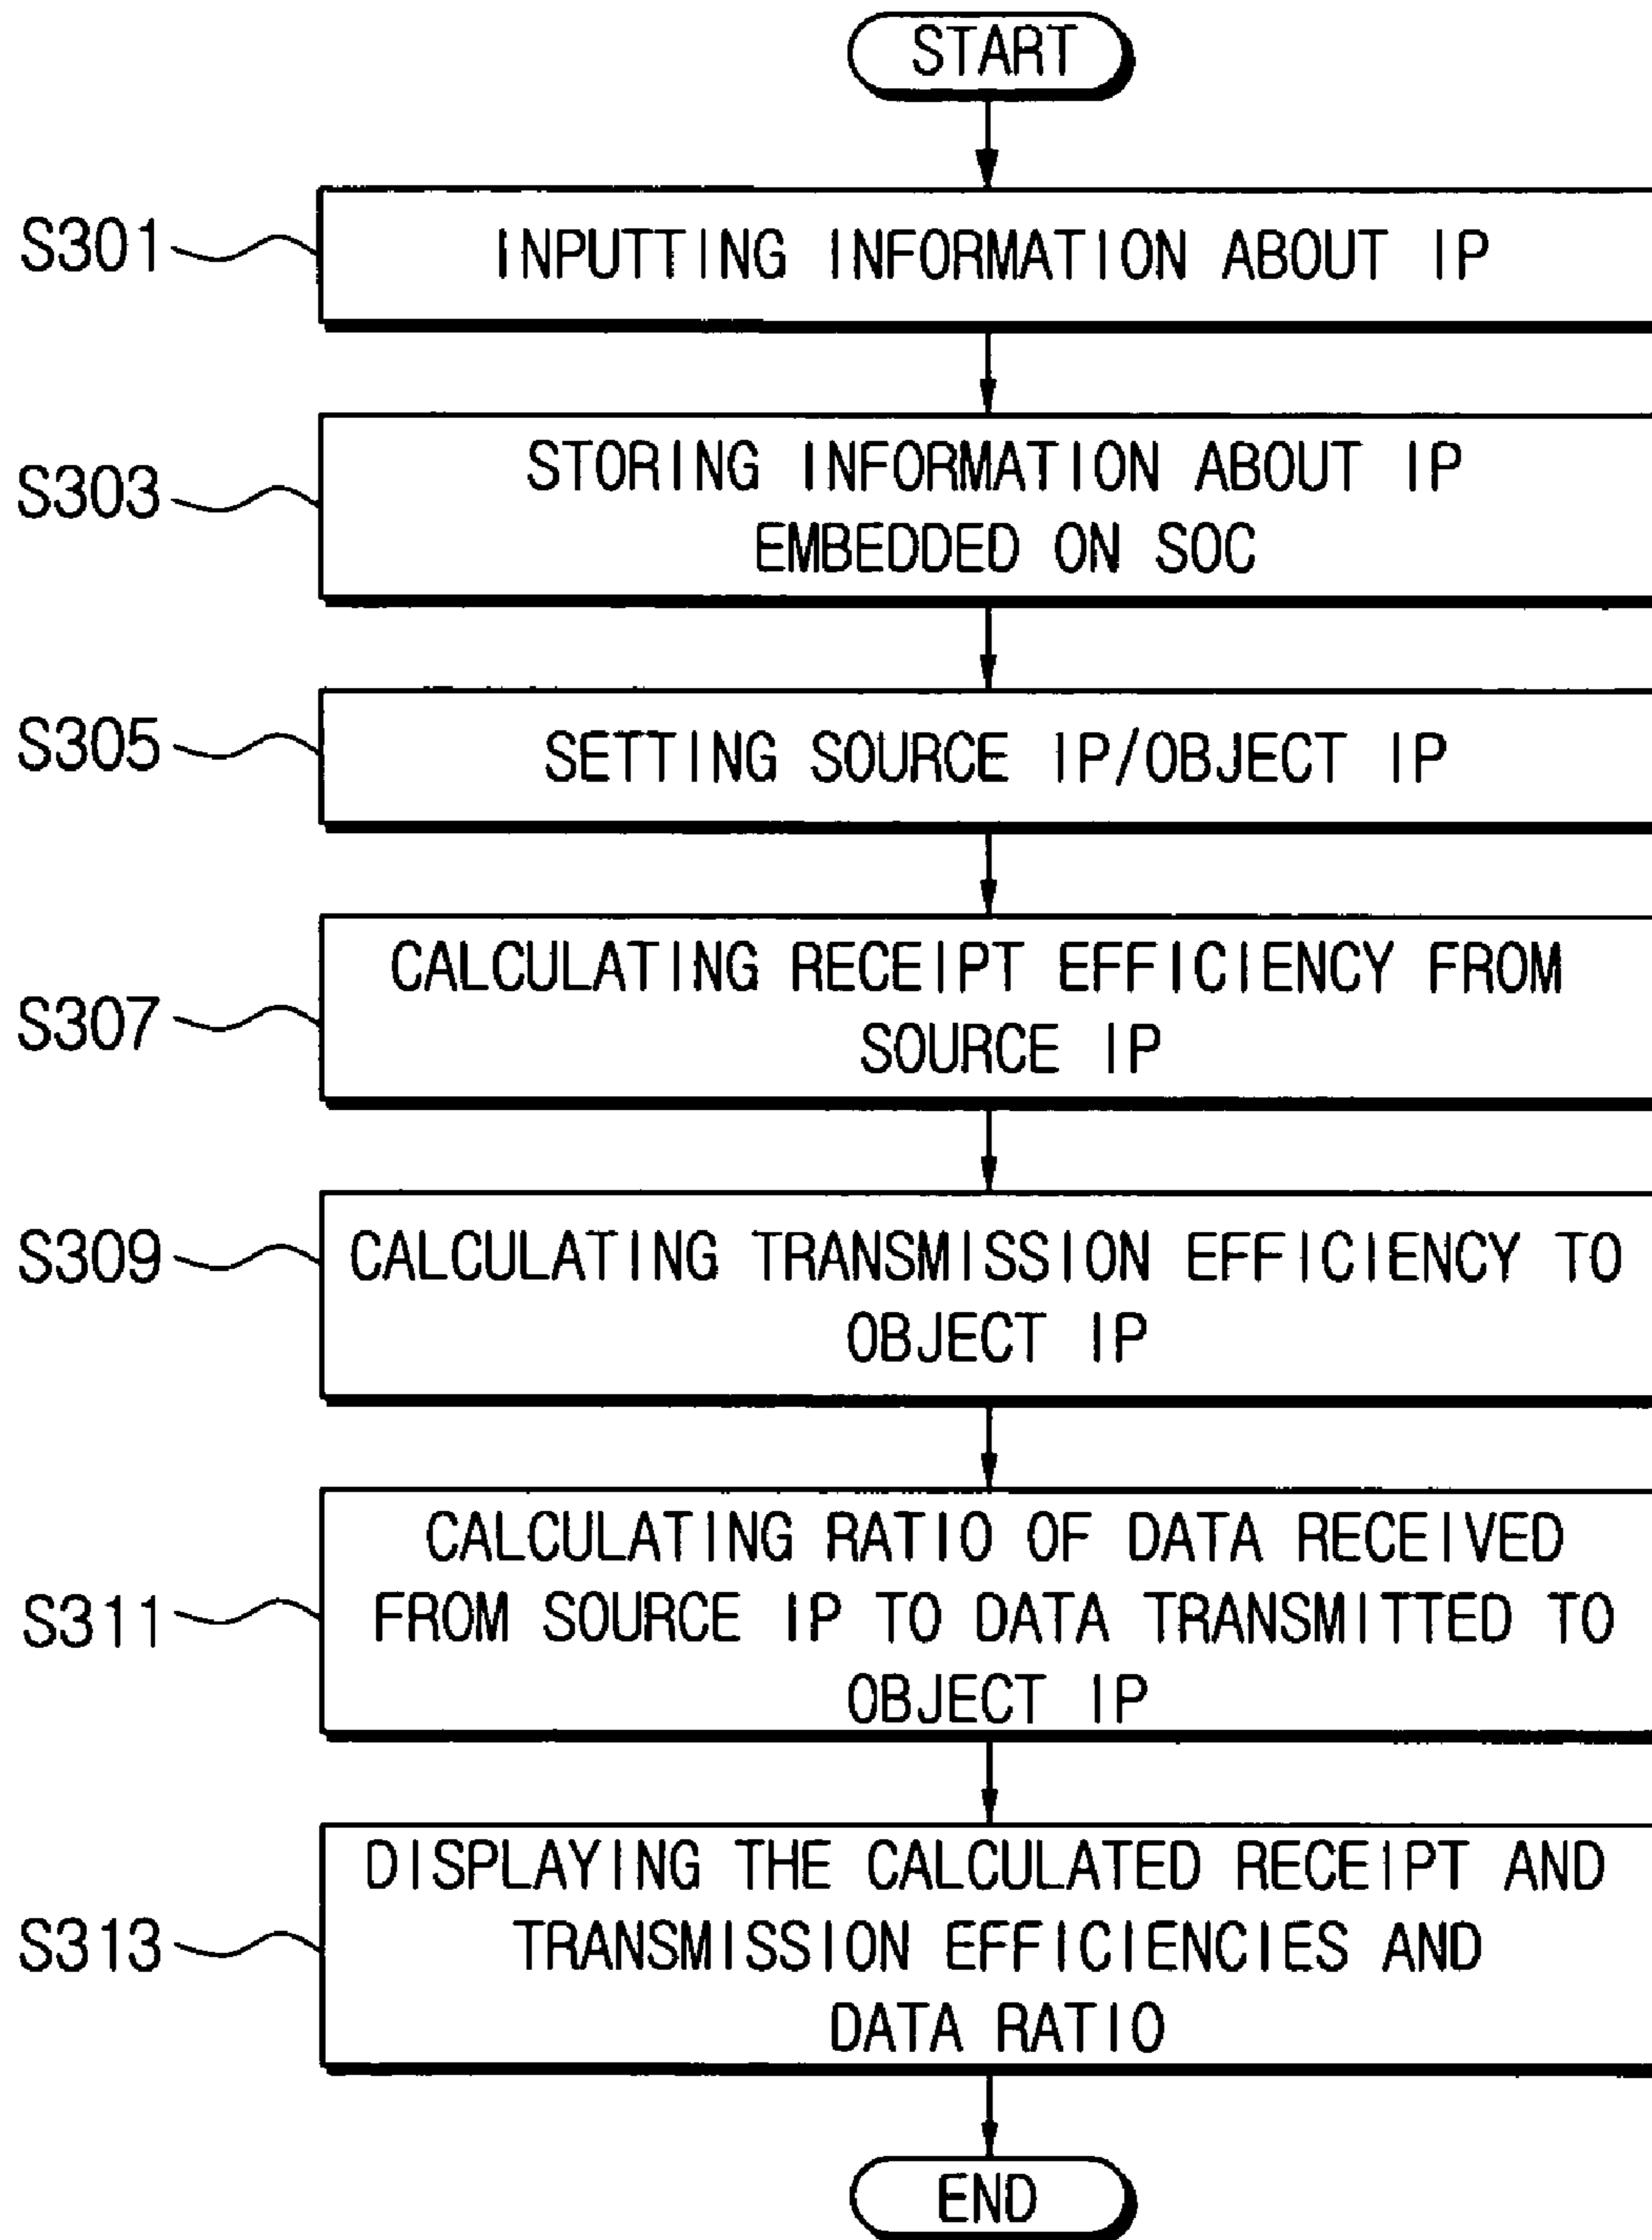 START
S301
INPUTTING INFORMATION ABOUT IP
S303
STORING INFORMATION ABOUT IP
EMBEDDED ON SOC
S305
SETTING SOURCE IP/OBJECT IP
S307
CALCULATING RECEIPT EFFICIENCY FROM
SOURCE IP
S309
CALCULATING TRANSMISSION EFFICIENCY TO
OBJECT IP
S311
CALCULATING RATIO OF DATA RECEIVED
FROM SOURCE IP TO DATA TRANSMITTED TO
OBJECT IP
S313
DISPLAYING THE CALCULATED RECEIPT AND
TRANSMISSION EFFICIENCIES AND
DATA RATIO
END